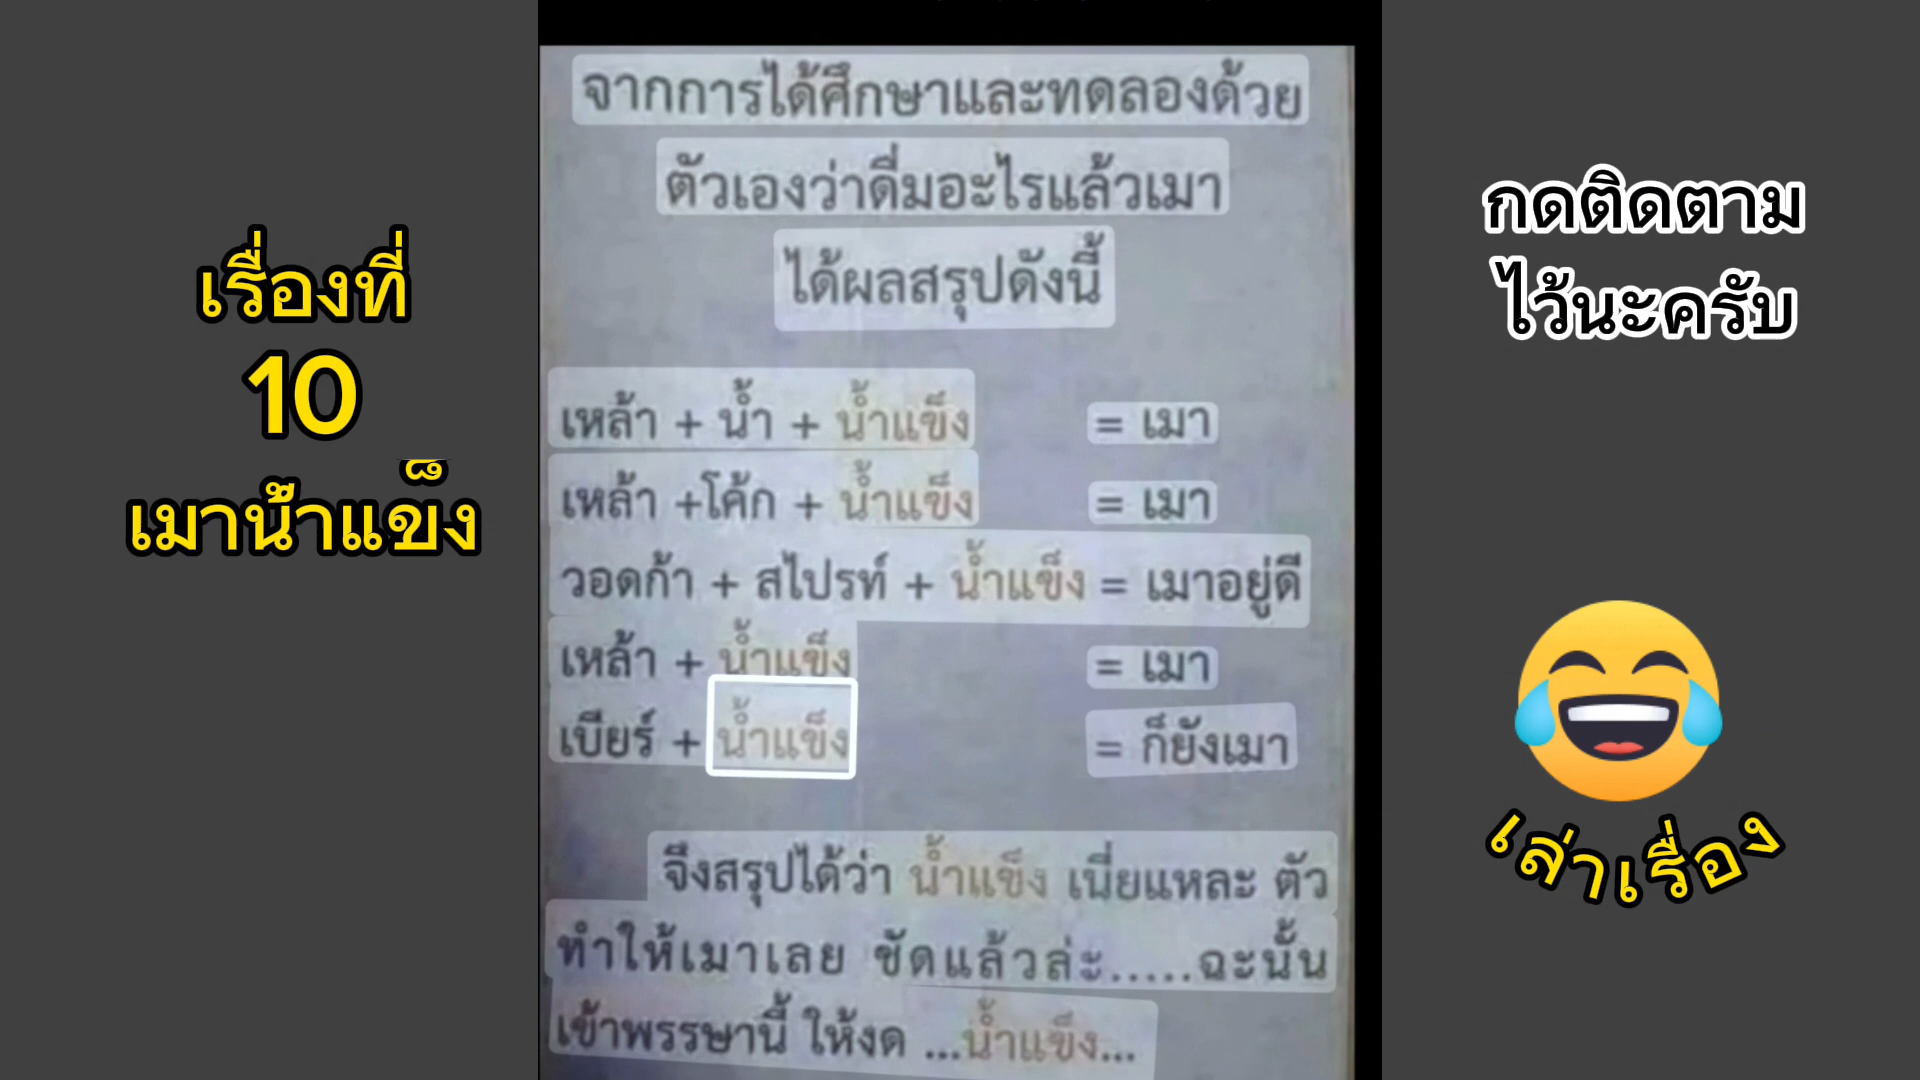 เรื่องที่
10
เมาน้ำแข็ง
จากการได้ศึกษาและทดลองด้วย
ตัวเองว่าดื่มอะไรแล้วเมา
ได้ผลสรุปดังนี้
เหล้า + น้ำ + น้ำแข็ง = เมา
เหล้า +โค้ก + น้ำแข็ง = เมา
วอดก้า + สไปรท์ + น้ำแข็ง = เมาอยู่ดี
เหล้า + น้ำแข็ง = เมา
เบียร์ + น้ำแข็ง = ก็ยังเมา
จึงสรุปได้ว่า น้ำแข็ง เนี่ยแหละ ตัว
ทำให้เมาเลย ชัดแล้วล่ะ.....ฉะนั้น
เข้าพรรษานี้ ให้งด ...น้ำแข็ง...
กดติดตาม
ไว้นะครับ
เล่าเรื่อง